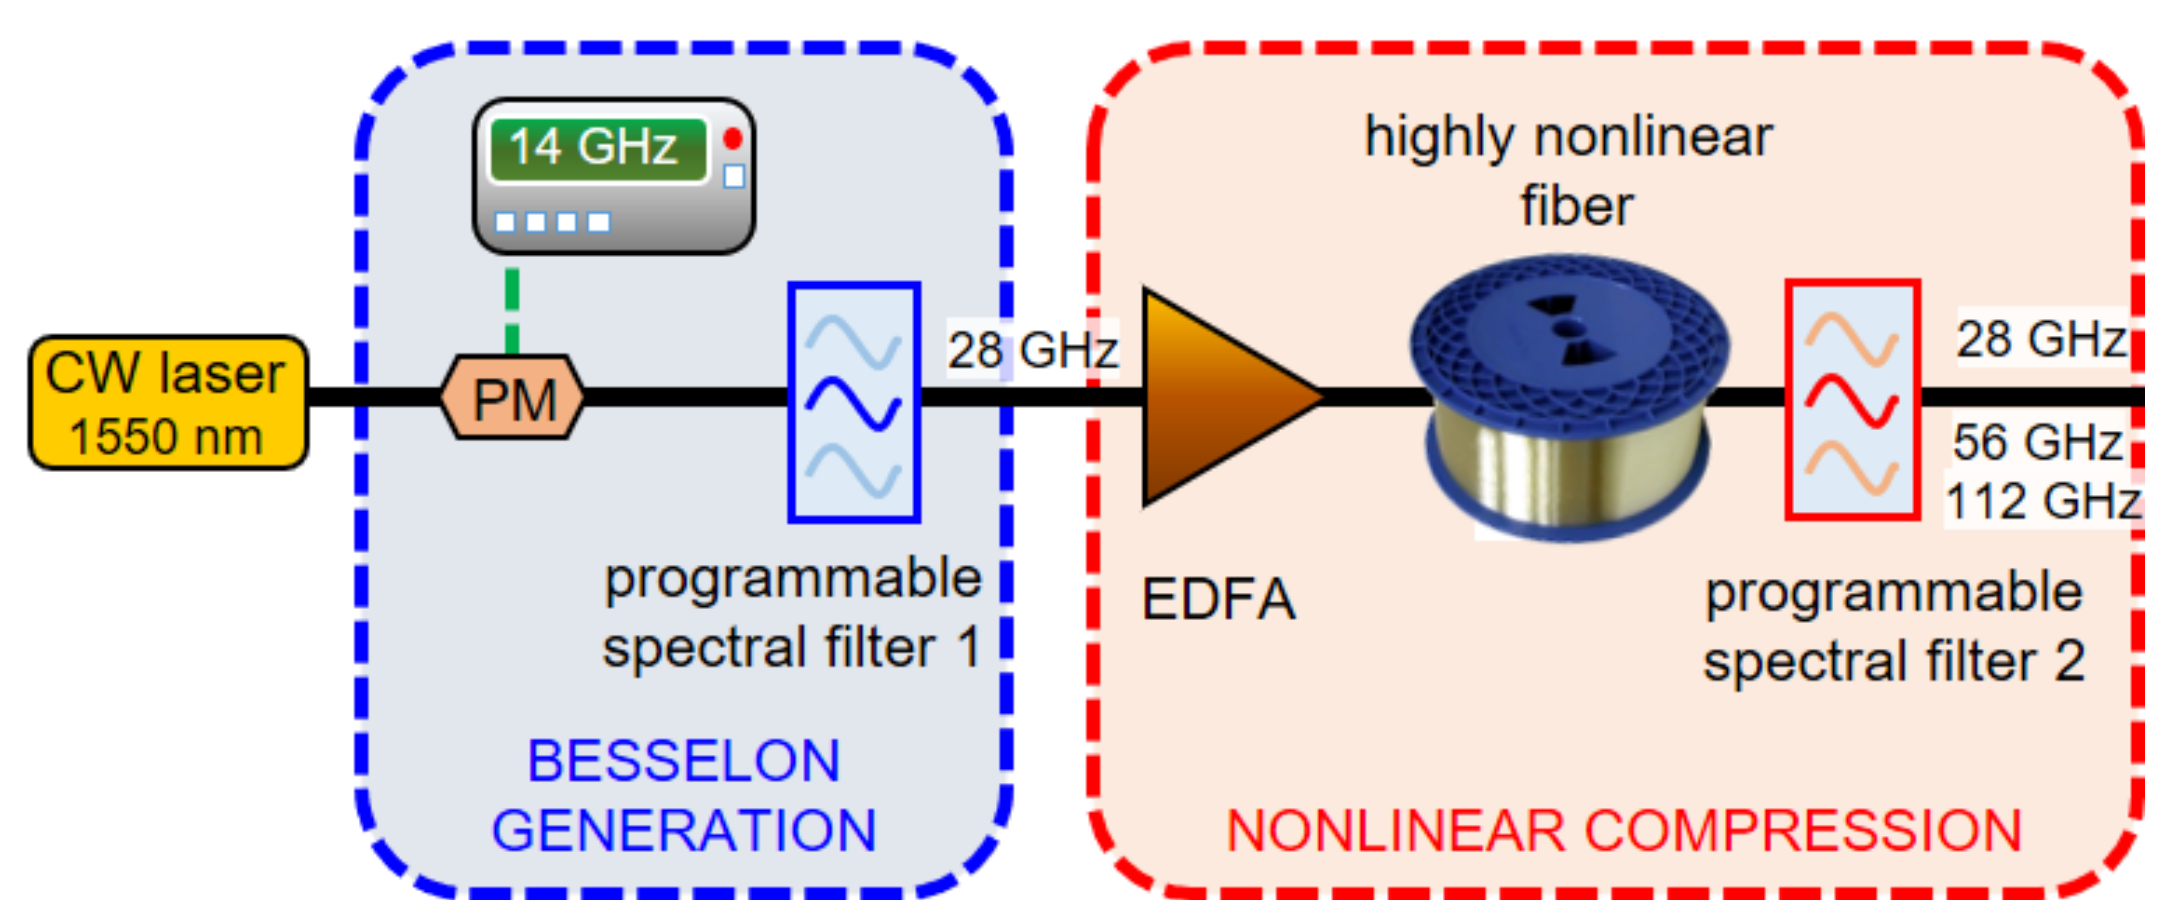 CW laser
1550 nm
14 GHz
PM
programmable
spectral filter 1
BESSELON
GENERATION
28 GHz
EDFA
highly nonlinear
fiber
programmable
spectral filter 2
28 GHz
56 GHz
112 GHz
NONLINEAR COMPRESSION